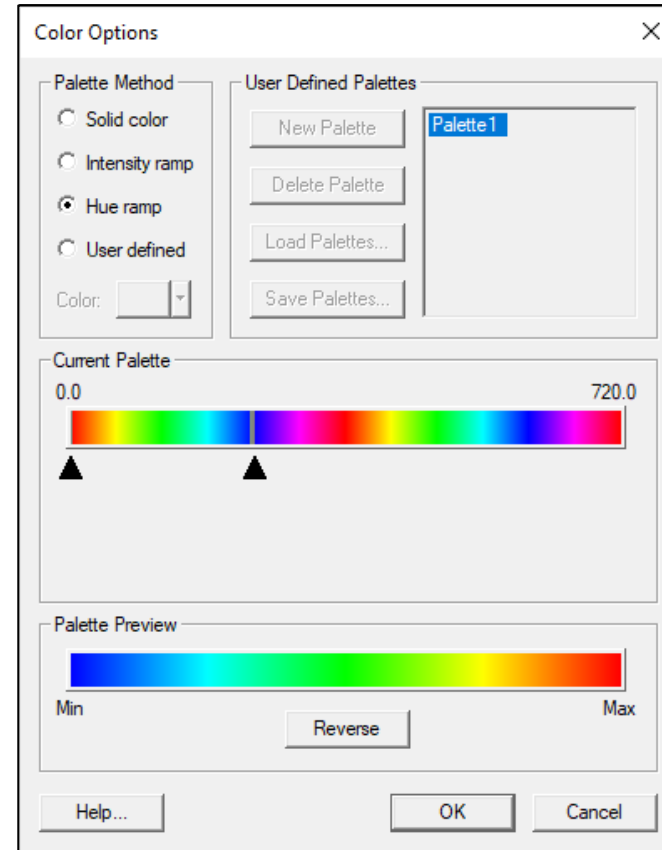 Color Options
Palette Method
Solid color
Intensity ramp
Hue ramp
User defined
Color:
User Defined Palettes
New Palette
Delete Palette
Load Palettes...
Save Palettes...
Palette1
Current Palette
0.0 720.0
Palette Preview
Min Max
Reverse
Help... OK Cancel